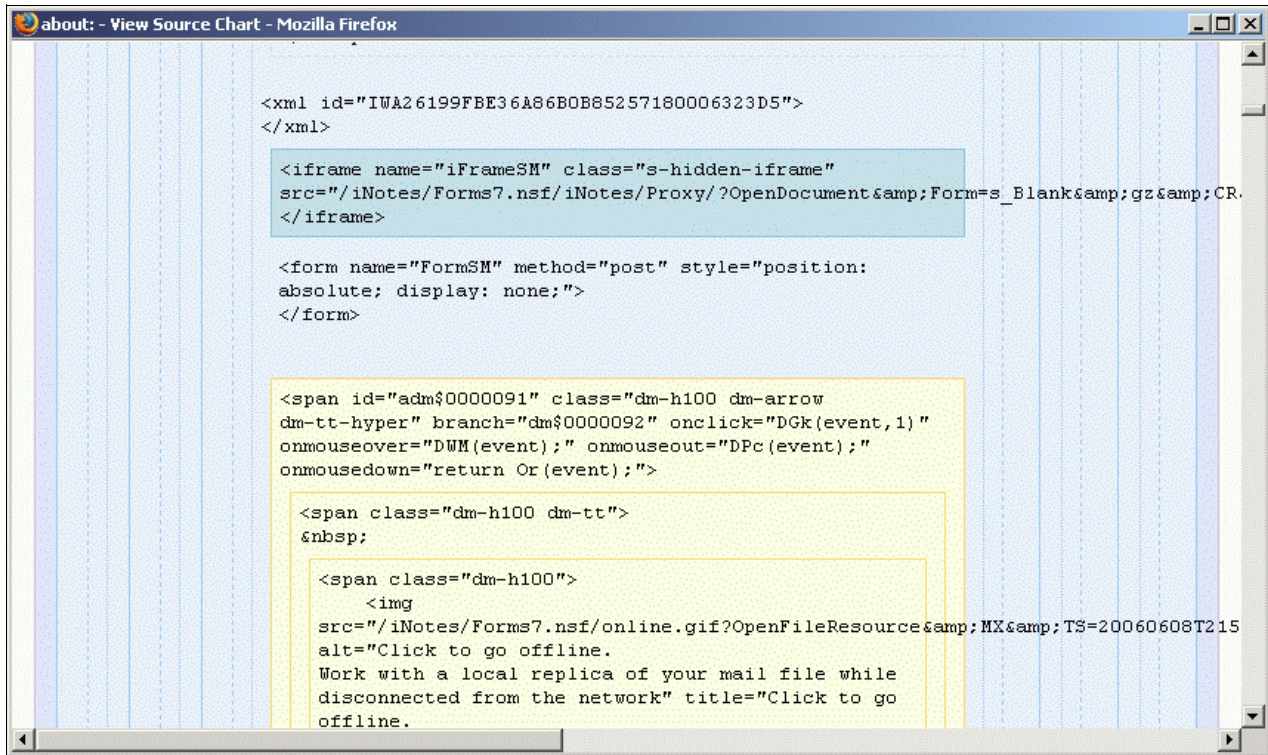 about: - View Source Chart - Mozilla Firefox
<xml id="IWA26199FBE36A86B0B85257180006323D5">
</xml>
<iframe name="iFrameSM" class="s-hidden-iframe"
src="/iNotes/Forms7.nsf/iNotes/Proxy/?OpenDocument&amp;Form=s_Blank&amp;gz&amp;CR
</iframe>
<form name="FormSM" method="post" style="position:
absolute; display: none;">
</form>
<span id="adm$0000091" class="dm-h100 dm-arrow
dm-tt-hyper" branch="dm$0000092" onclick="DGk(event,1)"
onmouseover="DWM(event);" onmouseout="DPc(event);"
onmousedown="return Or(event);">
<span class="dm-h100 dm-tt">
&nbsp;
<span class="dm-h100">
<img
src="/iNotes/Forms7.nsf/online.gif?OpenFileResource&amp;MX&amp;TS=20060608T215
alt="Click to go offline.
Work with a local replica of your mail file while
disconnected from the network" title="Click to go
offline.